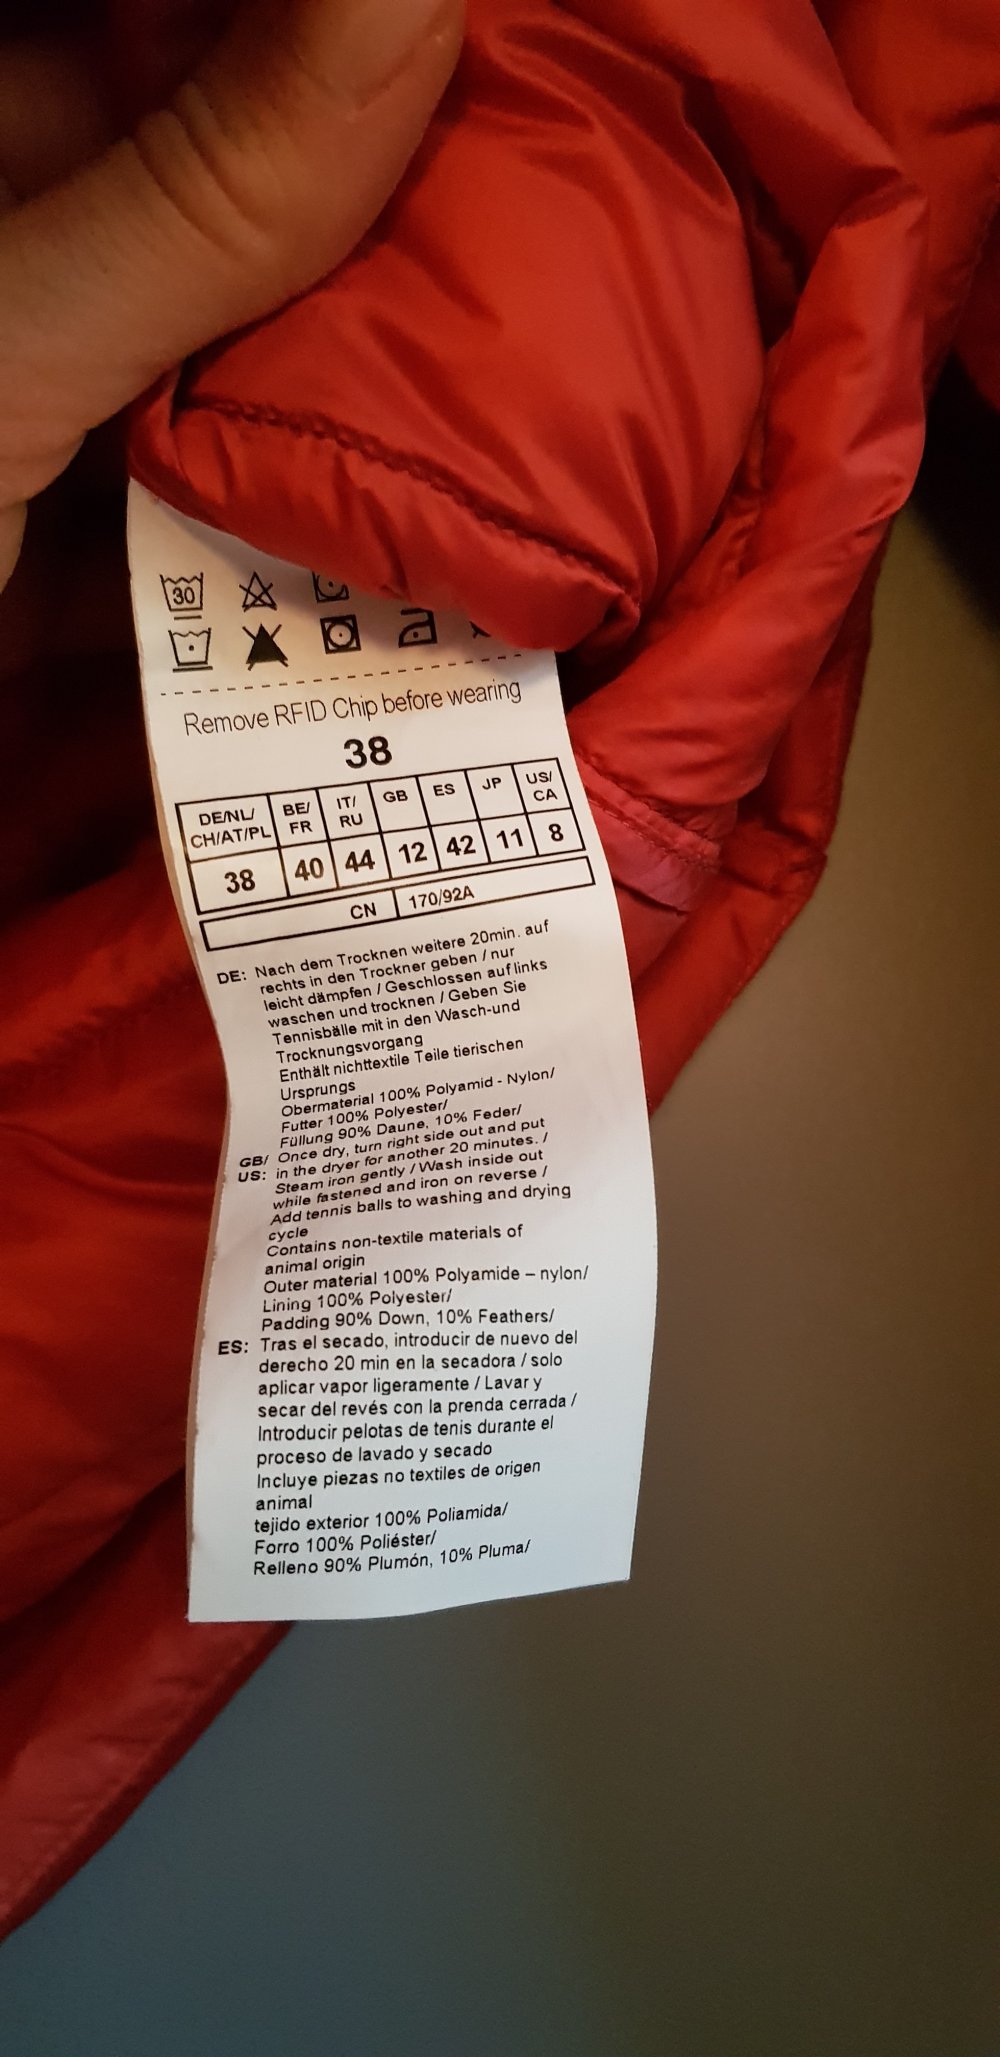 30
Remove RFID Chip before wearing
38
DE/NL/ CH/AT/PL BE/ FR IT/ RU GB ES JP US/ CA
38 40 44 12 42 11 8
CN 170/92A
DE: Nach dem Trocknen weitere 20min. auf
rechts in den Trockner geben / nur
leicht dämpfen / Geschlossen auf links
waschen und trocknen / Geben Sie
Tennisbälle mit in den Wasch-und
Trocknungsvorgang
Enthält nichttextile Teile tierischen
Ursprungs
Obermaterial 100% Polyamid - Nylon/
Futter 100% Polyester/
Füllung 90% Daune, 10% Feder/
GB/ Once dry, turn right side out and put
US: in the dryer for another 20 minutes. /
Steam iron gently / Wash inside out
while fastened and iron on reverse /
Add tennis balls to washing and drying
cycle
Contains non-textile materials of
animal origin
Outer material 100% Polyamide – nylon/
Lining 100% Polyester/
Padding 90% Down, 10% Feathers/
ES: Tras el secado, introducir de nuevo del
derecho 20 min en la secadora / solo
aplicar vapor ligeramente / Lavar y
secar del revés con la prenda cerrada /
Introducir pelotas de tenis durante el
proceso de lavado y secado
Incluye piezas no textiles de origen
animal
tejido exterior 100% Poliamida/
Forro 100% Poliéster/
Relleno 90% Plumón, 10% Pluma/